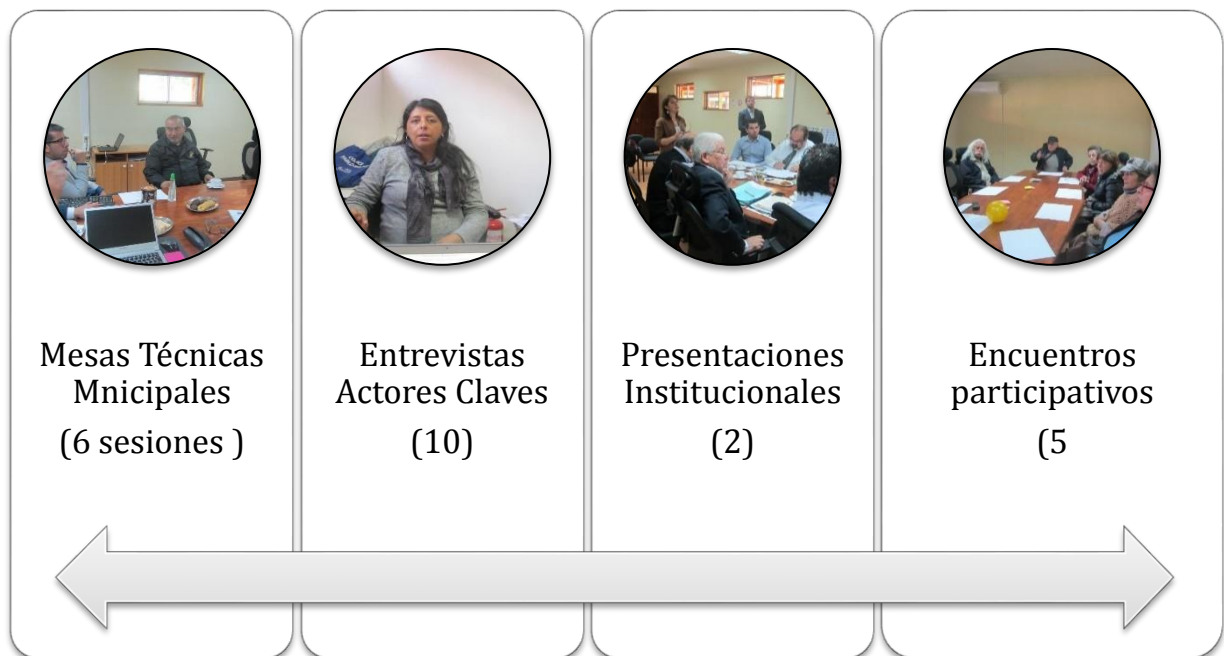 Mesas Técnicas
Mnicipales
(6 sesiones )
Entrevistas
Actores Claves
(10)
Presentaciones
Institucionales
(2)
Encuentros
participativos
(5